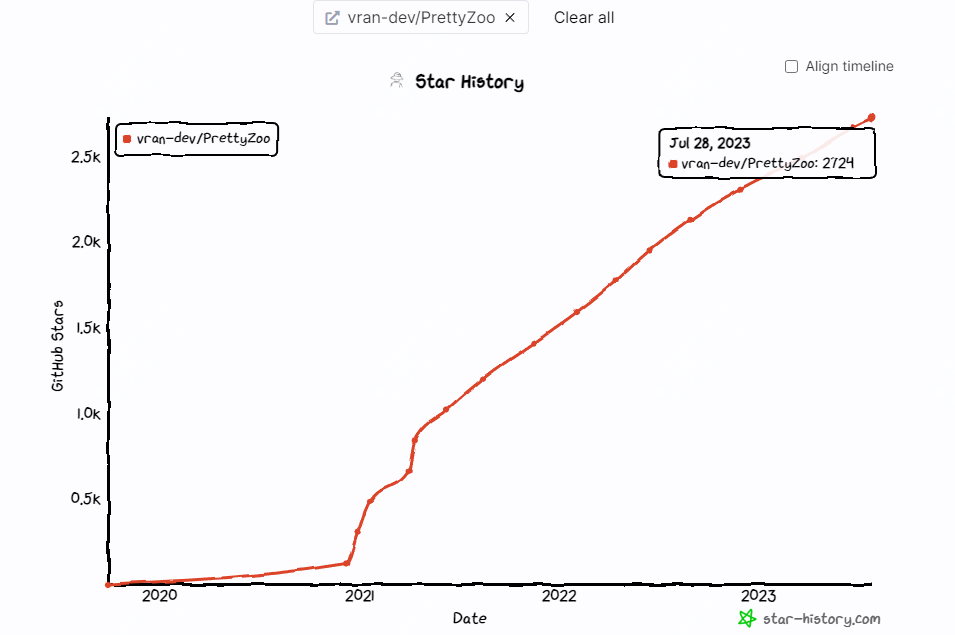 vran-dev/PrettyZoo ×
Clear all
Align timeline
Star History
vran-dev/PrettyZoo
Jul 28, 2023
vran-dev/PrettyZoo: 2724
2.5k
2.0k
1.5k
1.0k
0.5k
GitHub Stars
2020
2021
2022
2023
Date
star-history.com